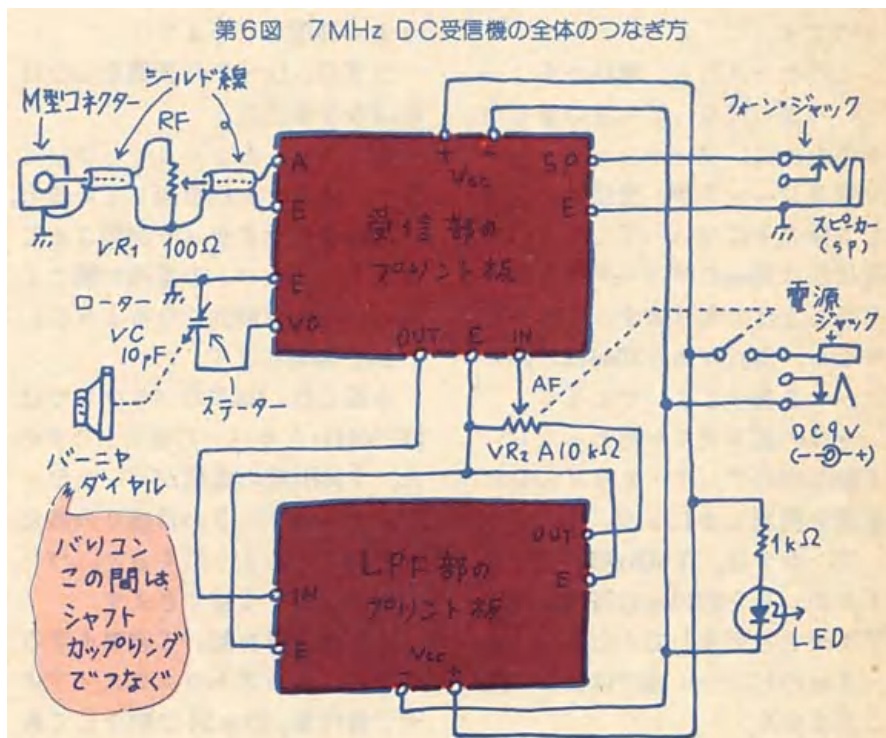 第6図 7MHz DC受信機の全体のつなぎ方
M型コネクター
シールド線
RF
VR1 100Ω
A
E
+
-
Vcc
SP
E
受信部の
プリント板
E
VC
OUT
E
IN
フォーン・ジャック
スピーカー
(SP)
ローター
VC
10pF
ステーター
バーニヤ
ダイヤル
AF
VR2 A10kΩ
電源
ジャック
DC9V
(-+)
バリコン
この間は、
シャフト
カップリング
でつなぐ
OUT
E
LPF部の
プリント板
IN
E
Vcc
-
+
1kΩ
LED